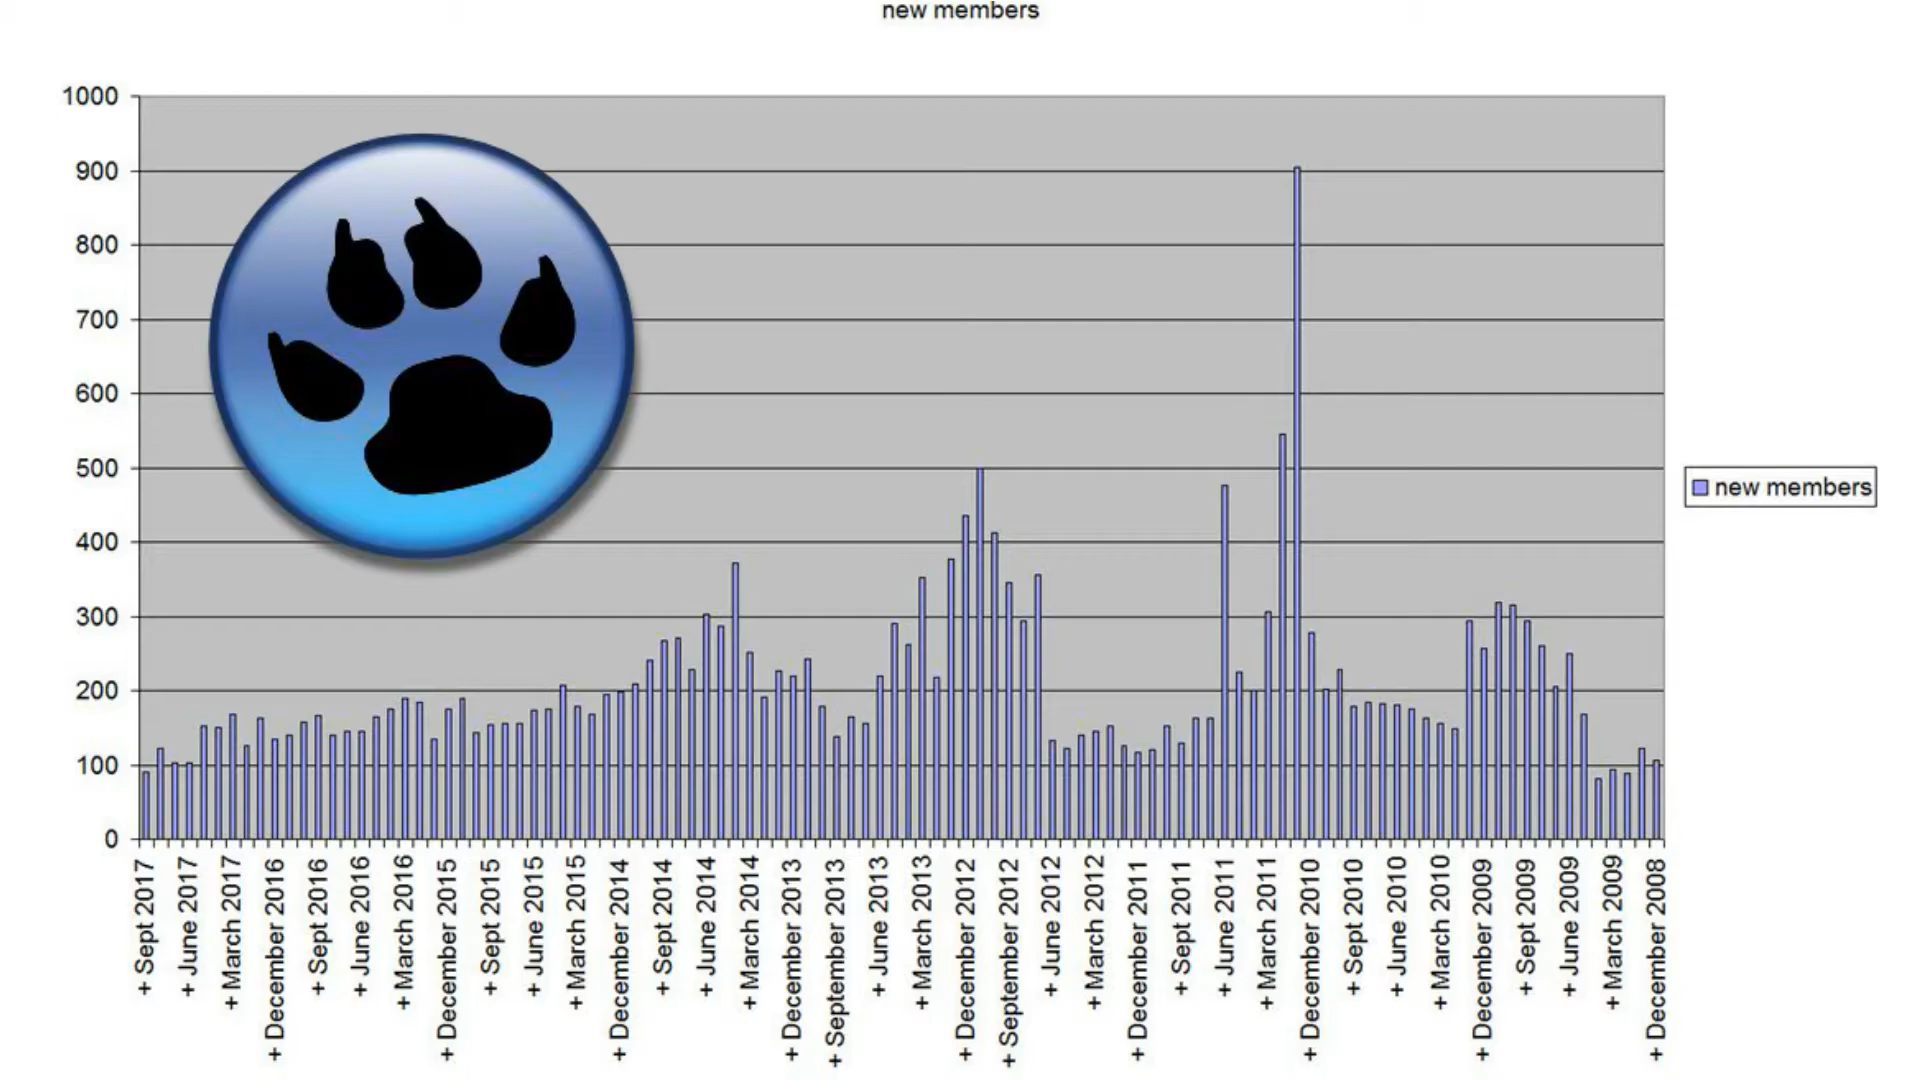 new members
1000
900
800
700
600
500
400
300
200
100
0
new members
+ Sept 2017
+ June 2017
+ March 2017
+ December 2016
+ Sept 2016
+ June 2016
+ March 2016
+ December 2015
+ Sept 2015
+ June 2015
+ March 2015
+ December 2014
+ Sept 2014
+ June 2014
+ March 2014
+ December 2013
+ September 2013
+ June 2013
+ March 2013
+ December 2012
+ September 2012
+ June 2012
+ March 2012
+ December 2011
+ Sept 2011
+ June 2011
+ March 2011
+ December 2010
+ Sept 2010
+ June 2010
+ March 2010
+ December 2009
+ Sept 2009
+ June 2009
+ March 2009
+ December 2008